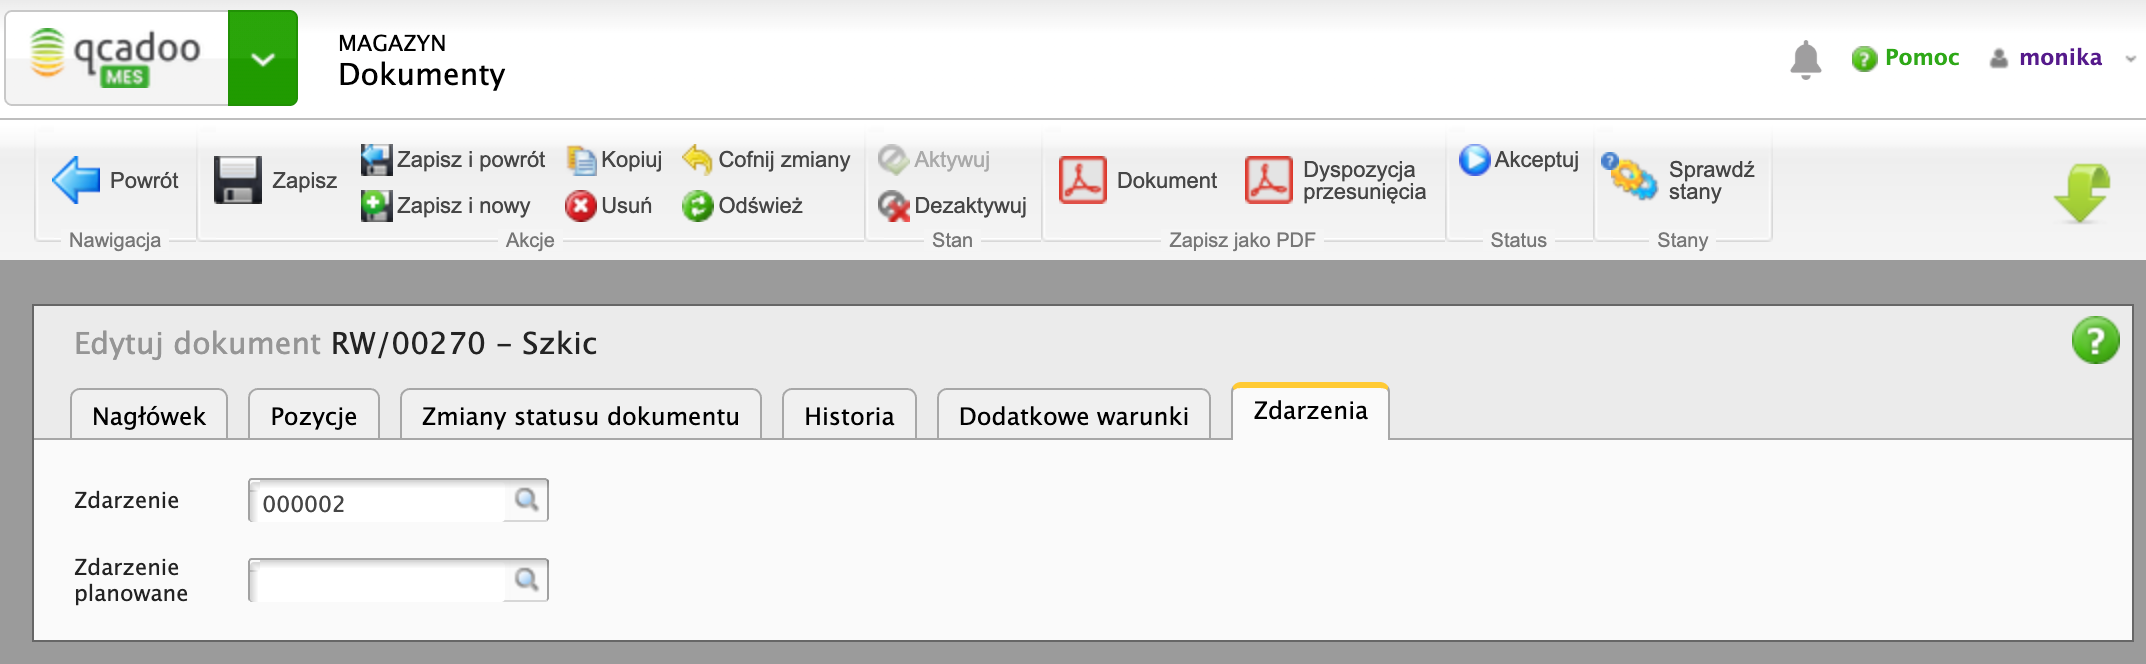 qcadoo
MES
MAGAZYN
Dokumenty
? Pomoc
monika
Powrót
Nawigacja
Zapisz
Zapisz i powrót
Zapisz i nowy
Kopiuj
Usuń
Cofnij zmiany
Odśwież
Akcje
Aktywuj
Dezaktywuj
Stan
Dokument
Dyspozycja
przesunięcia
Zapisz jako PDF
Akceptuj
Status
?
Sprawdź
stany
Stany
Edytuj dokument RW/00270 - Szkic
?
Nagłówek
Pozycje
Zmiany statusu dokumentu
Historia
Dodatkowe warunki
Zdarzenia
Zdarzenie
000002
Zdarzenie
planowane